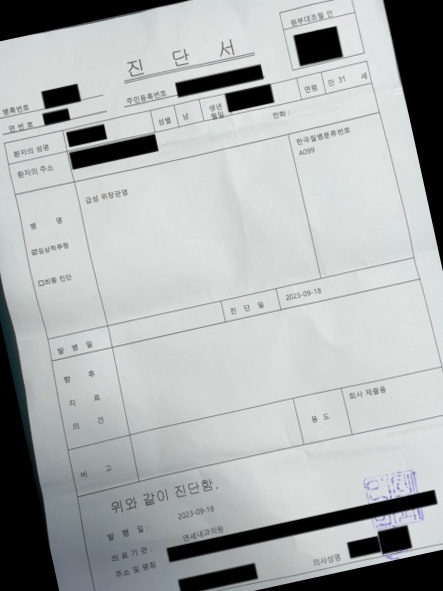 원부대조필 인
진 단 서
병록번호
연 번 호 주민등록번호
환자의 성명 성별 남 생년월일 연령 만 31 세
환자의 주소 전화 :
병 명
☑임상적추정
☐최종 진단
급성 위장관염
한국질병분류번호
A099
발 병 일 진 단 일 2023-09-18
향 후
치 료
의 견
비 고 용 도 회사 제출용
위와 같이 진단함.
발 행 일 : 2023-09-18
의 료 기 관 : 연세내과의원
주소 및 명칭
의사성명